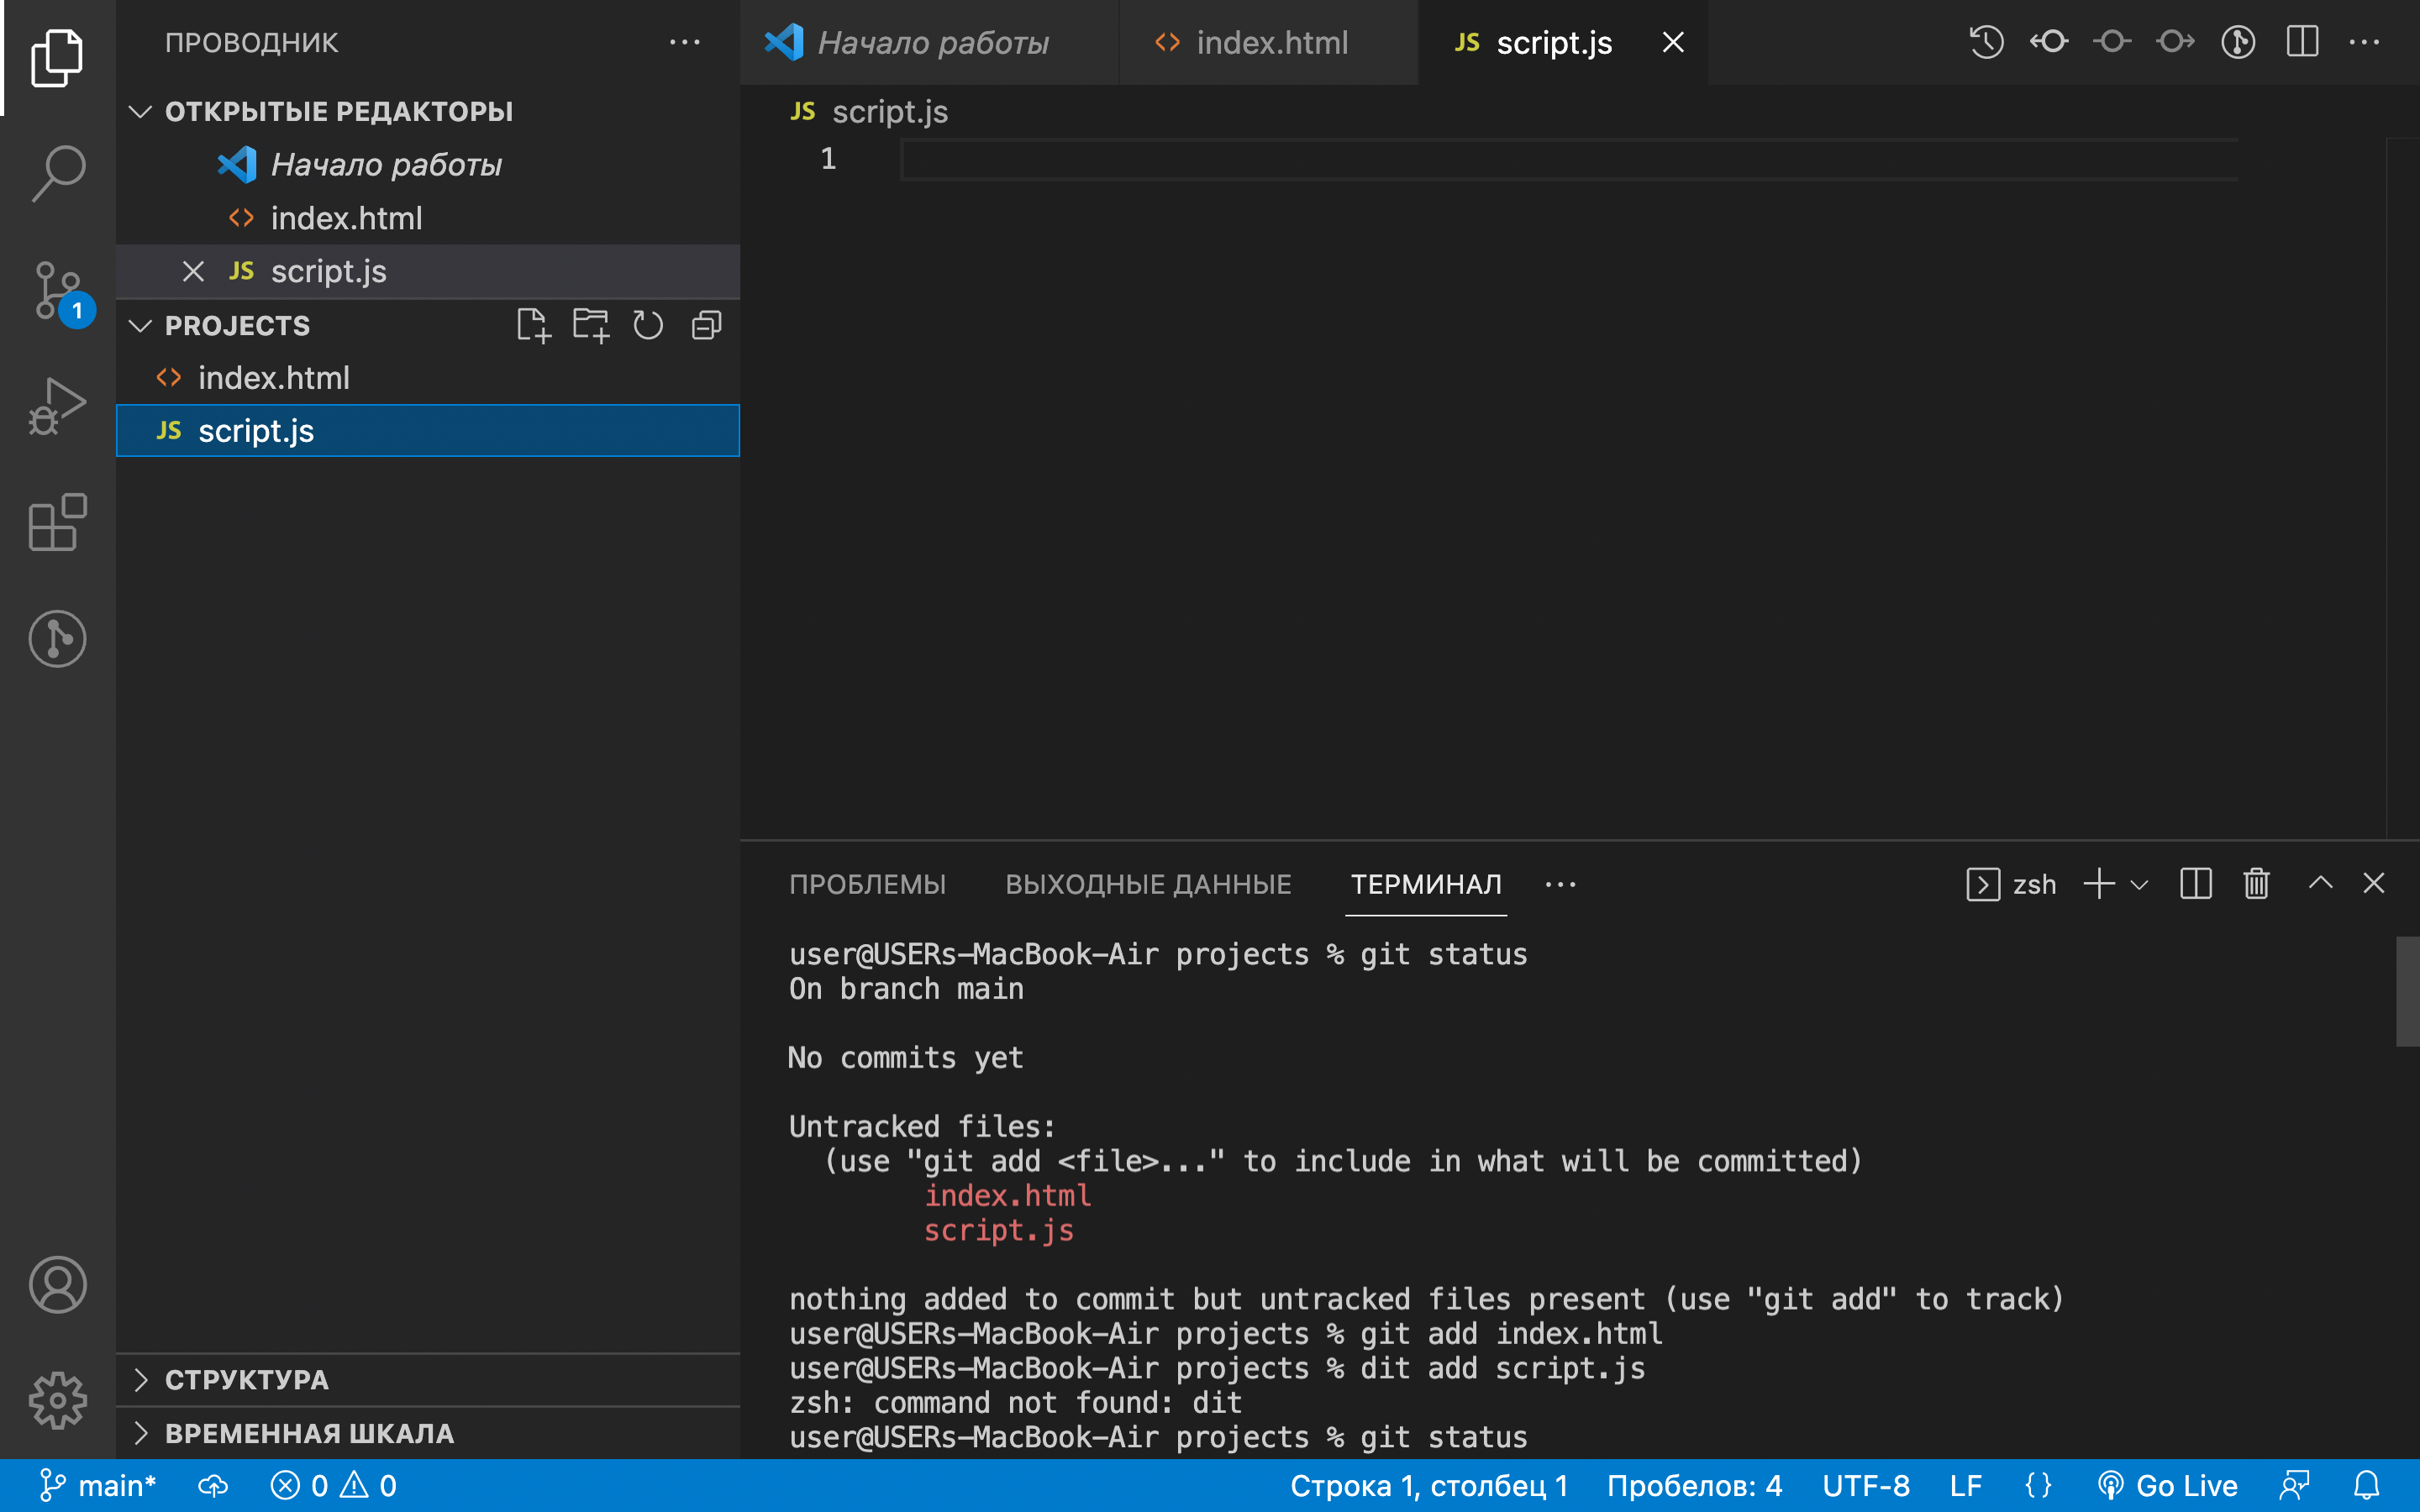 ПРОВОДНИК
Начало работы
index.html
JS script.js
ОТКРЫТЫЕ РЕДАКТОРЫ
Начало работы
index.html
JS script.js
PROJECTS
index.html
JS script.js
СТРУКТУРА
ВРЕМЕННАЯ ШКАЛА
JS script.js
1
ПРОБЛЕМЫ ВЫХОДНЫЕ ДАННЫЕ ТЕРМИНАЛ zsh
user@USERs-MacBook-Air projects % git status
On branch main
No commits yet
Untracked files:
(use "git add <file>..." to include in what will be committed)
index.html
script.js
nothing added to commit but untracked files present (use "git add" to track)
user@USERs-MacBook-Air projects % git add index.html
user@USERs-MacBook-Air projects % dit add script.js
zsh: command not found: dit
user@USERs-MacBook-Air projects % git status
1
main* 0 0 Строка 1, столбец 1 Пробелов: 4 UTF-8 LF {} Go Live